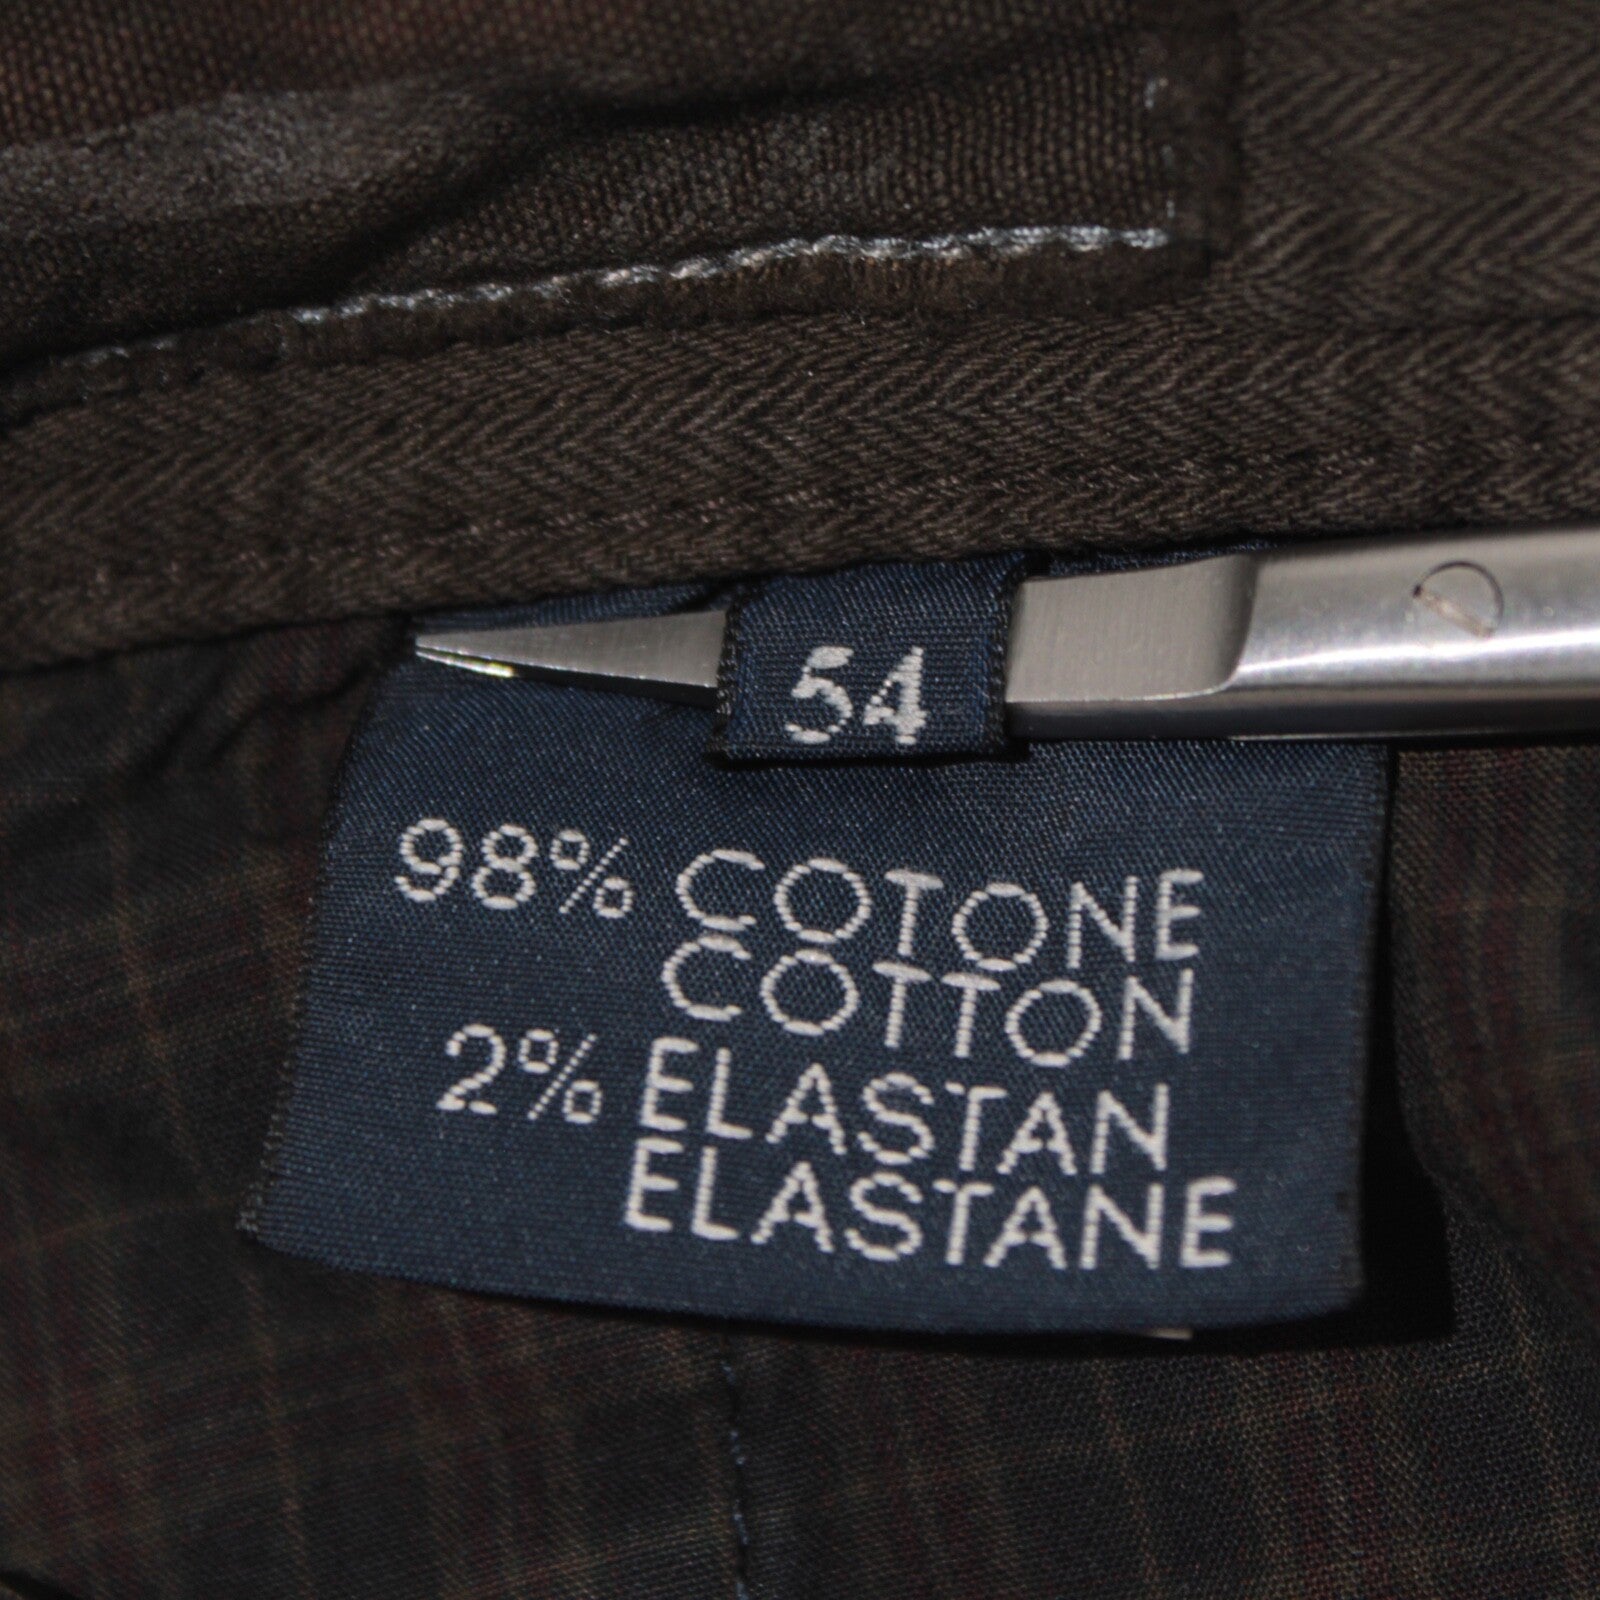 54
98% COTONE
COTTON
2% ELASTAN
ELASTANE